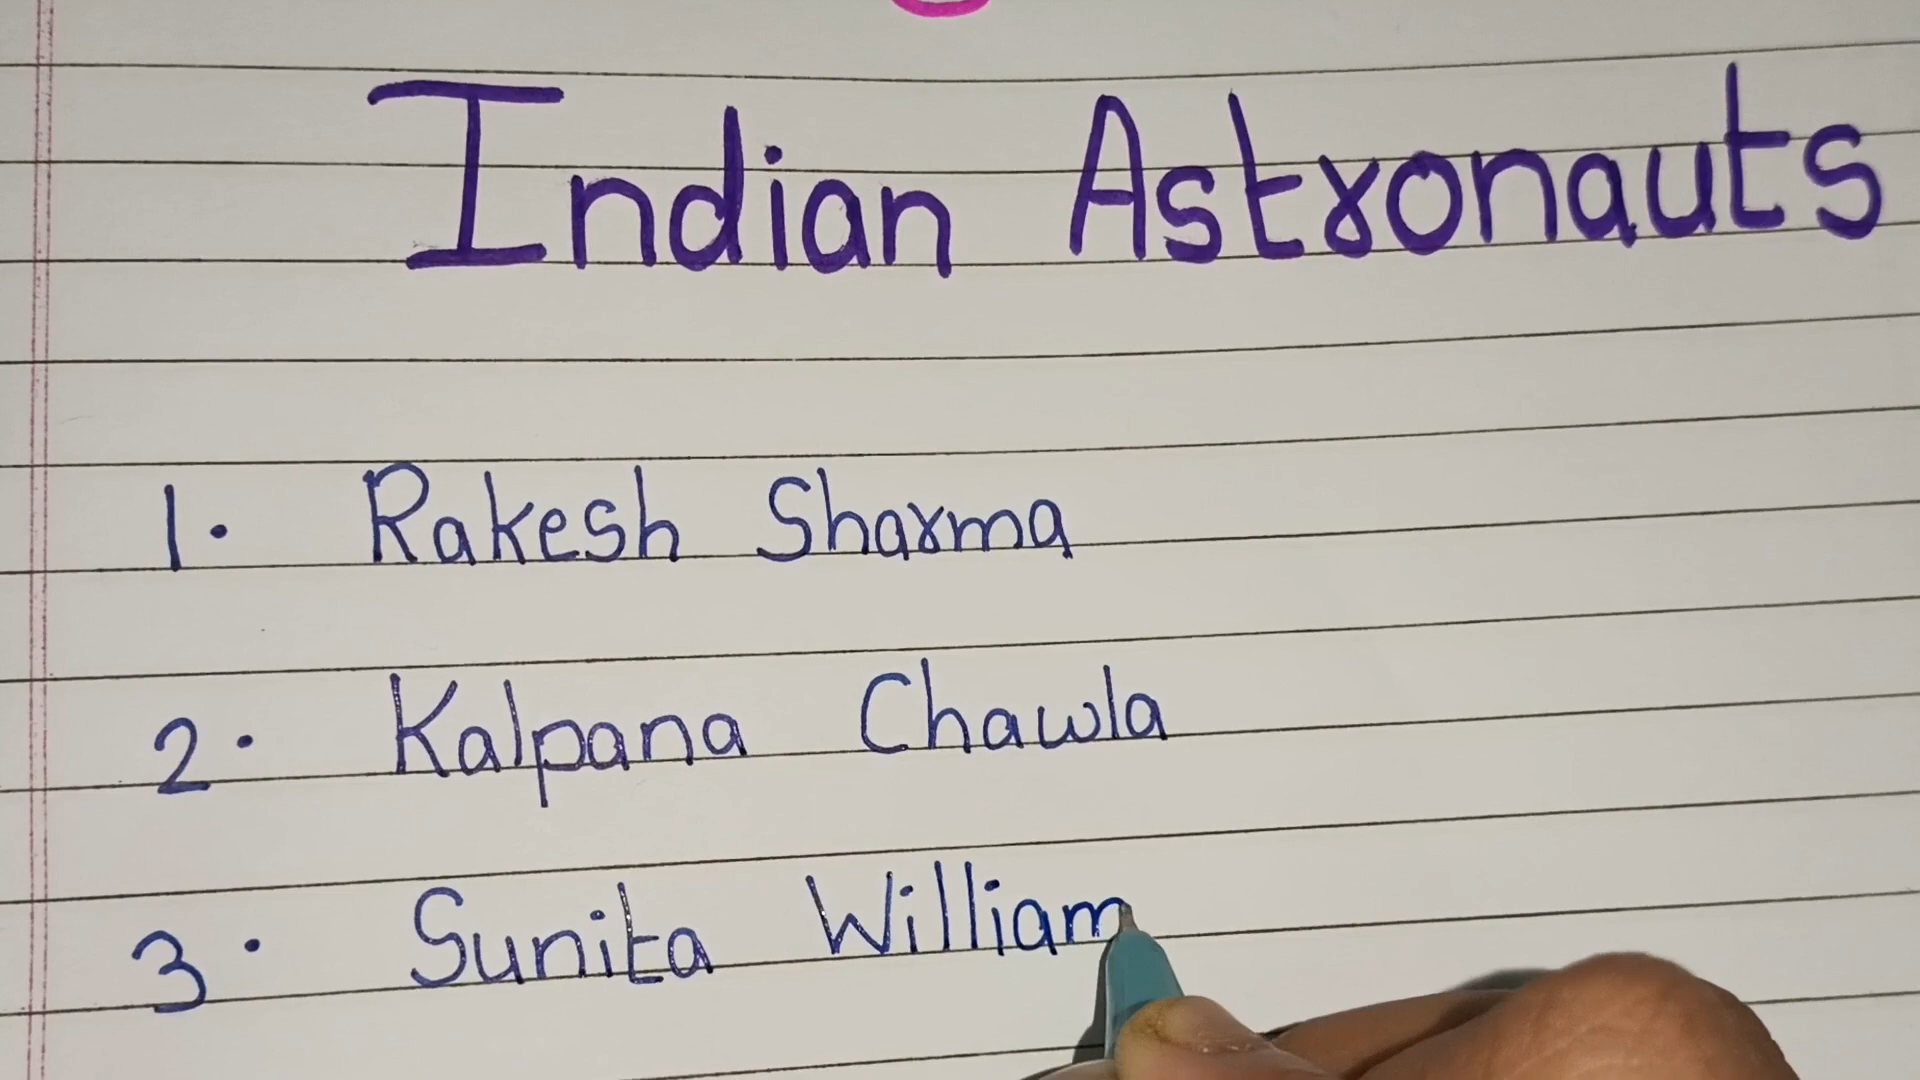 Indian Astronauts
1. Rakesh Sharma
2. Kalpana Chawla
3. Sunita William